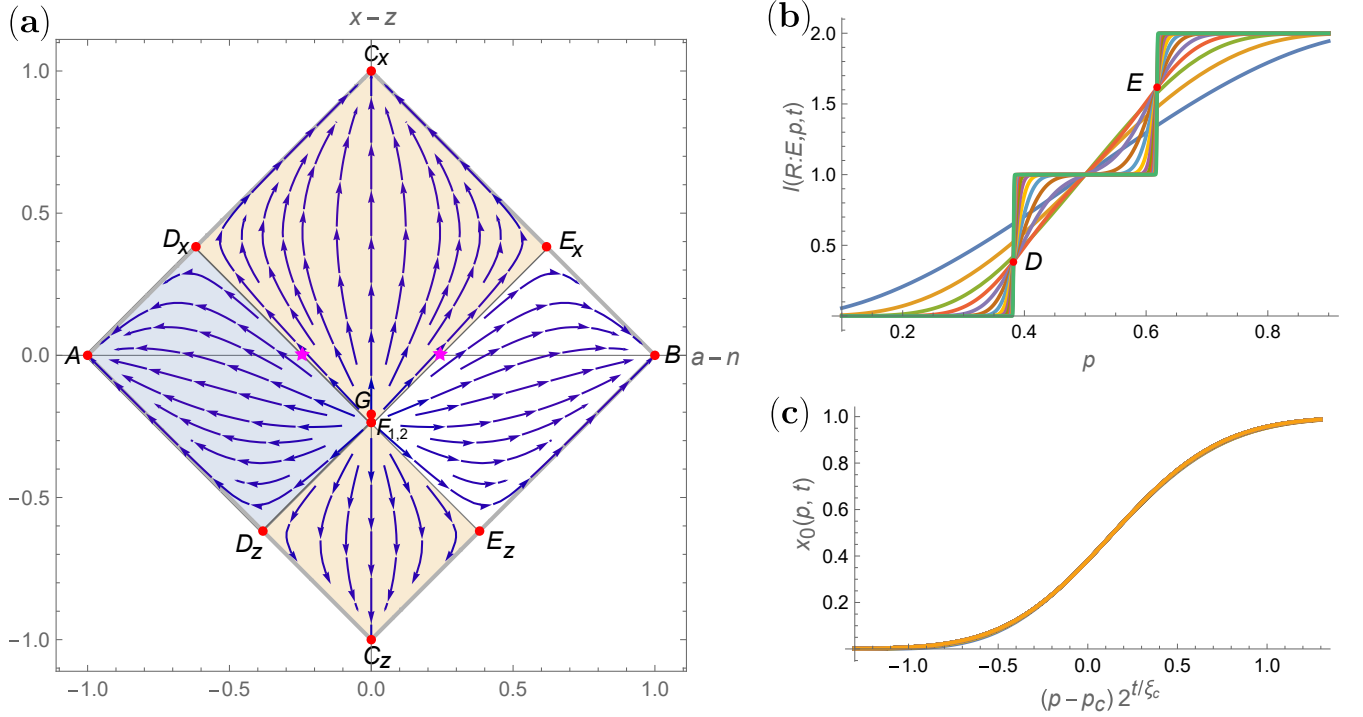 (a)
x − z
1.0
0.5
0.0
−0.5
−1.0
C_x
D_x
E_x
A
B
a − n
G
F_{1,2}
D_z
E_z
C_z
−1.0
−0.5
0.0
0.5
1.0
(b)
I(R:E,p,t)
2.0
1.5
1.0
0.5
E
D
0.2
0.4
0.6
0.8
p
(c)
x_0(p, t)
1.0
0.8
0.6
0.4
0.2
−1.0
−0.5
0.0
0.5
1.0
(p − p_c) 2^{t/ξ_c}